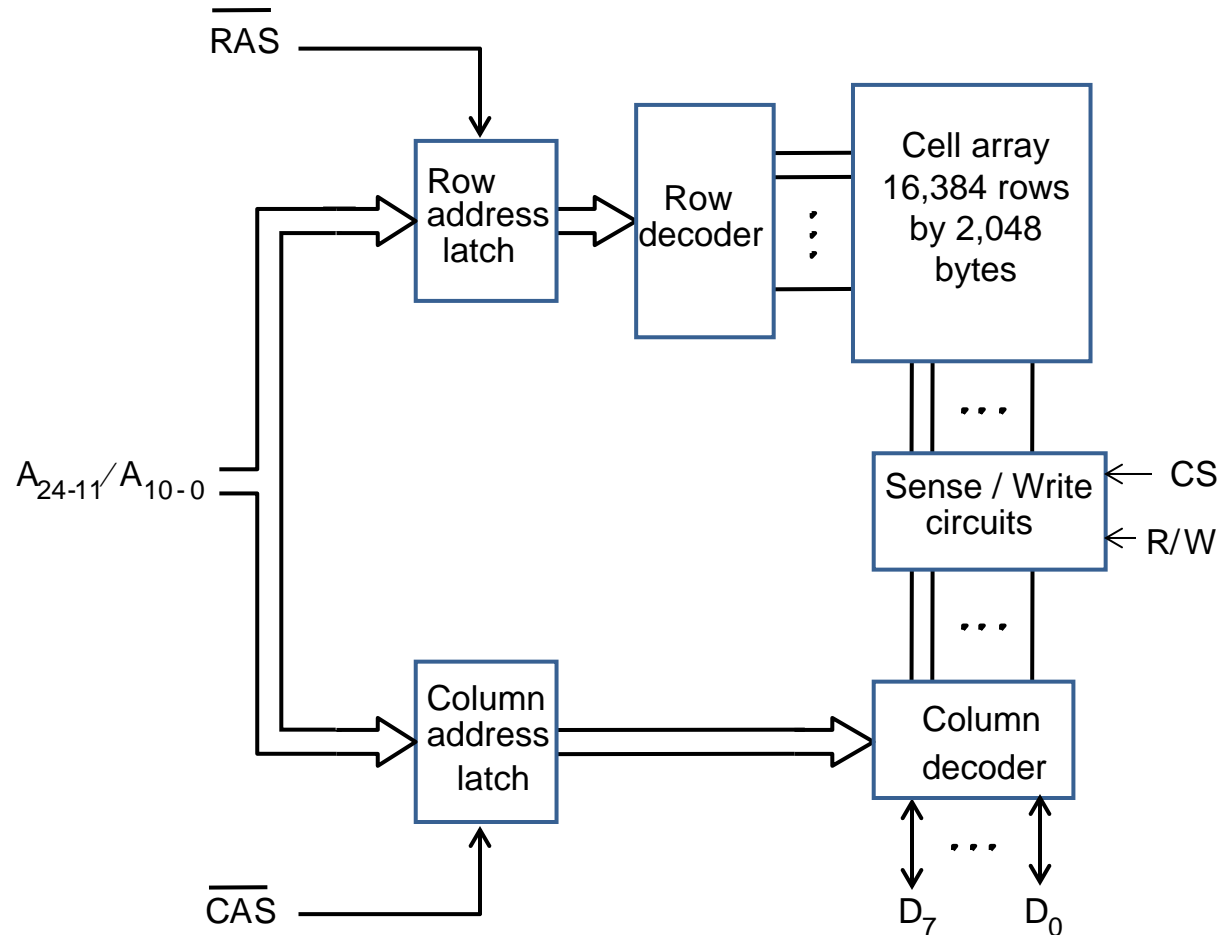 RAS
Row
address
latch
Row
decoder
Cell array
16,384 rows
by 2,048
bytes
A24-11/A10-0
Sense / Write
circuits
CS
R/W
Column
address
latch
Column
decoder
CAS
D7
D0